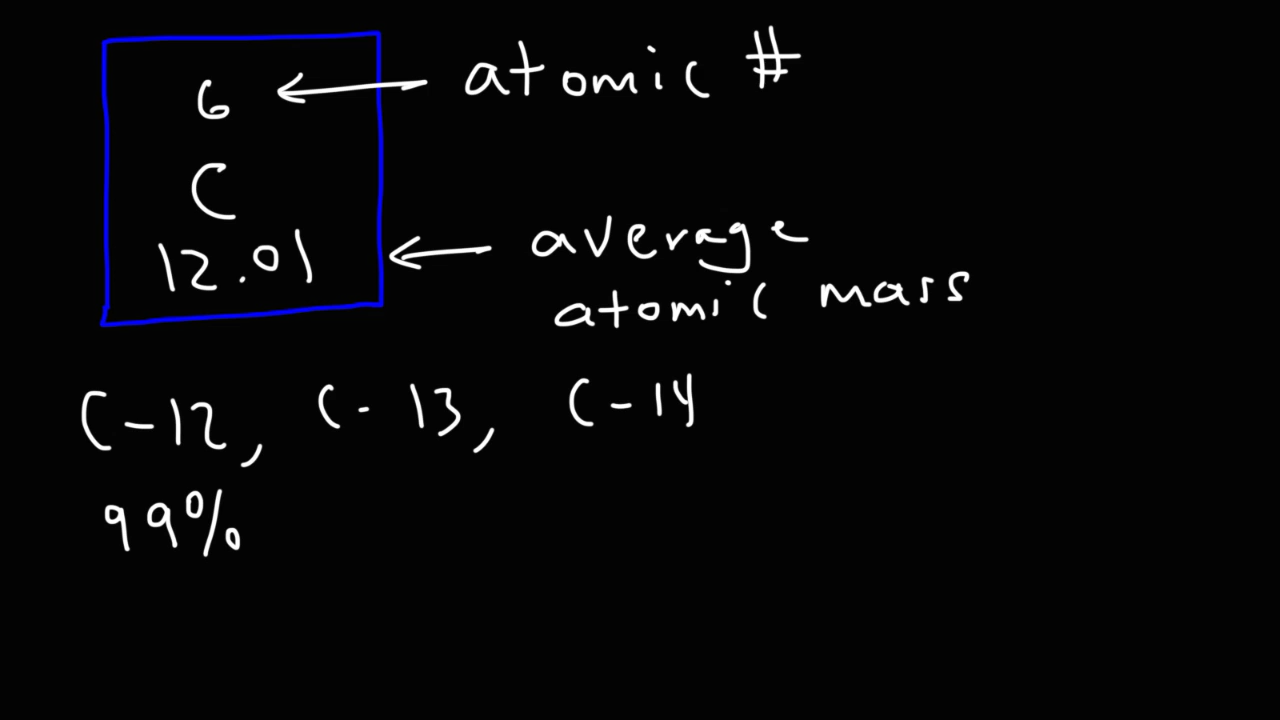 6 ← atomic #
C
12.01 ← average
atomic mass
C-12, C-13, C-14
99%